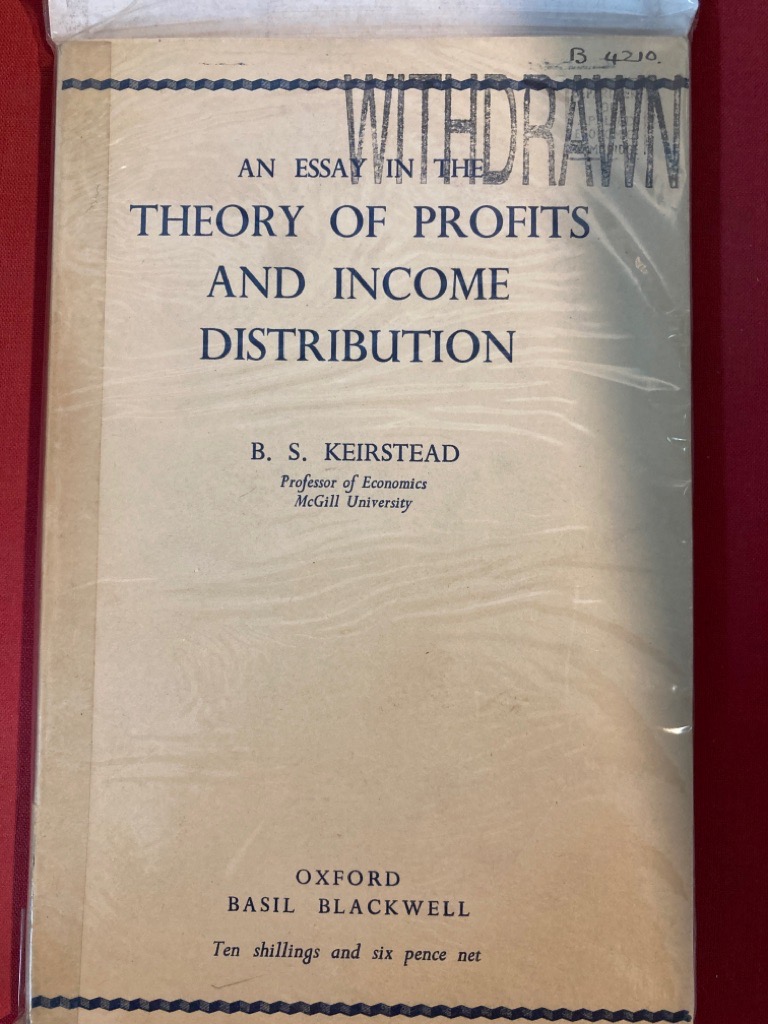 B 4210.
WITHDRAWN
AN ESSAY IN THE
THEORY OF PROFITS
AND INCOME
DISTRIBUTION
B. S. KEIRSTEAD
Professor of Economics
McGill University
OXFORD
BASIL BLACKWELL
Ten shillings and six pence net